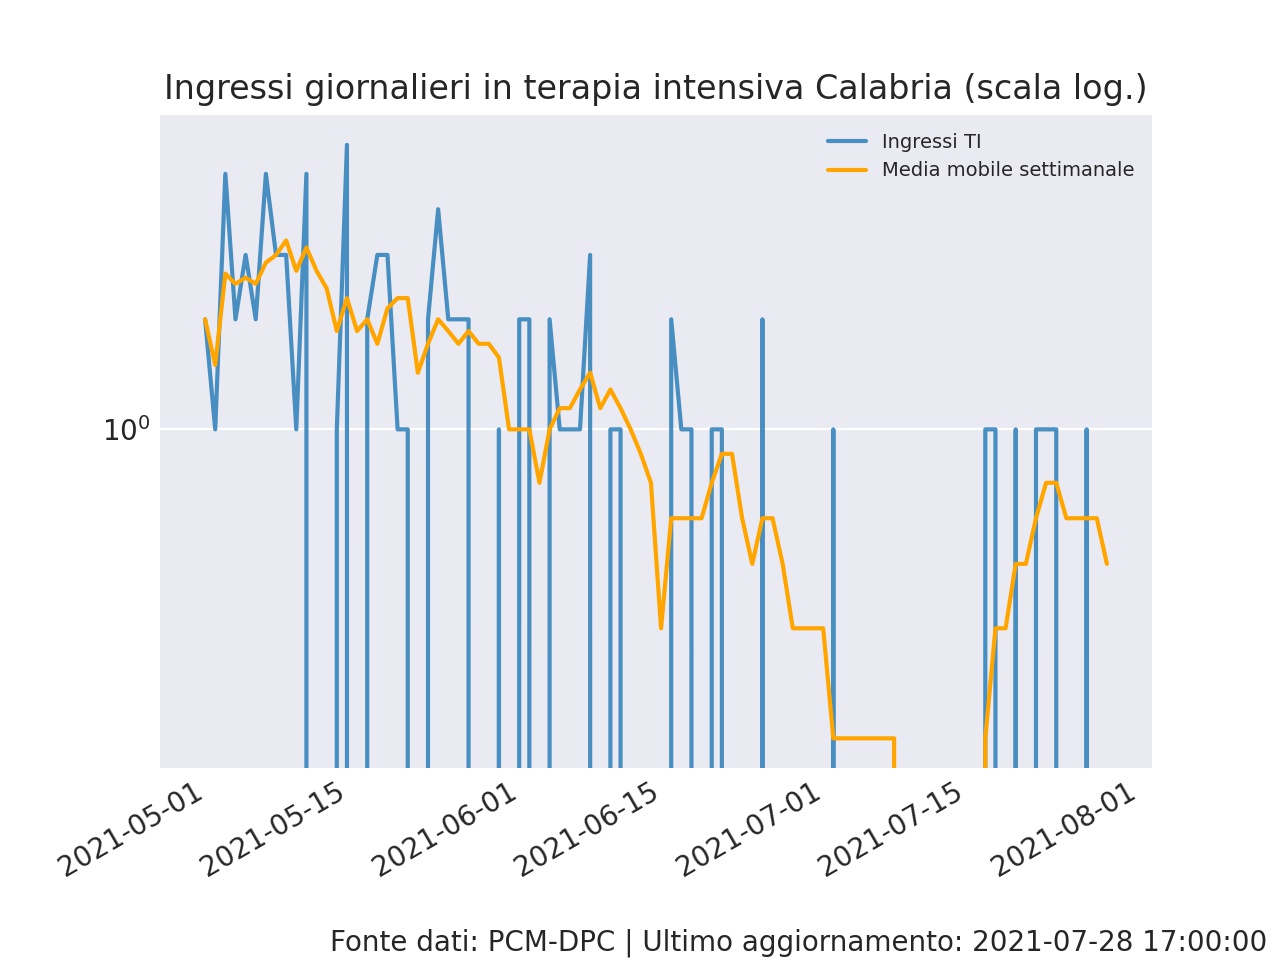 Ingressi giornalieri in terapia intensiva Calabria (scala log.)
Ingressi TI
Media mobile settimanale
10⁰
2021-05-01
2021-05-15
2021-06-01
2021-06-15
2021-07-01
2021-07-15
2021-08-01
Fonte dati: PCM-DPC | Ultimo aggiornamento: 2021-07-28 17:00:00